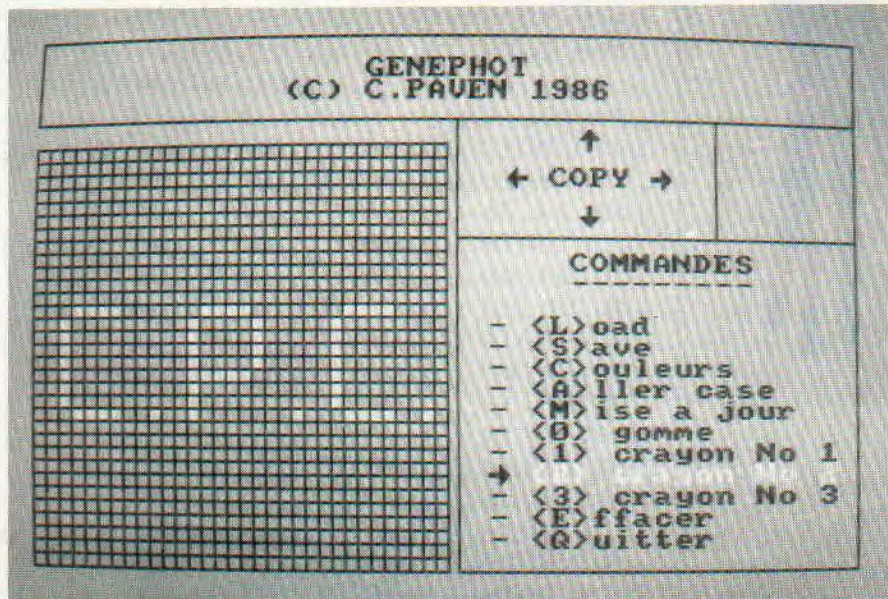 GENEPHOT
(C) C.PAVEN 1986
↑
← COPY →
↓
COMMANDES
- <L>oad
- <S>ave
- <C>ouleurs
- <A>ller case
- <M>ise a jour
- <0> gomme
- <1> crayon No 1
→
- <3> crayon No 3
- <E>ffacer
- <Q>uitter